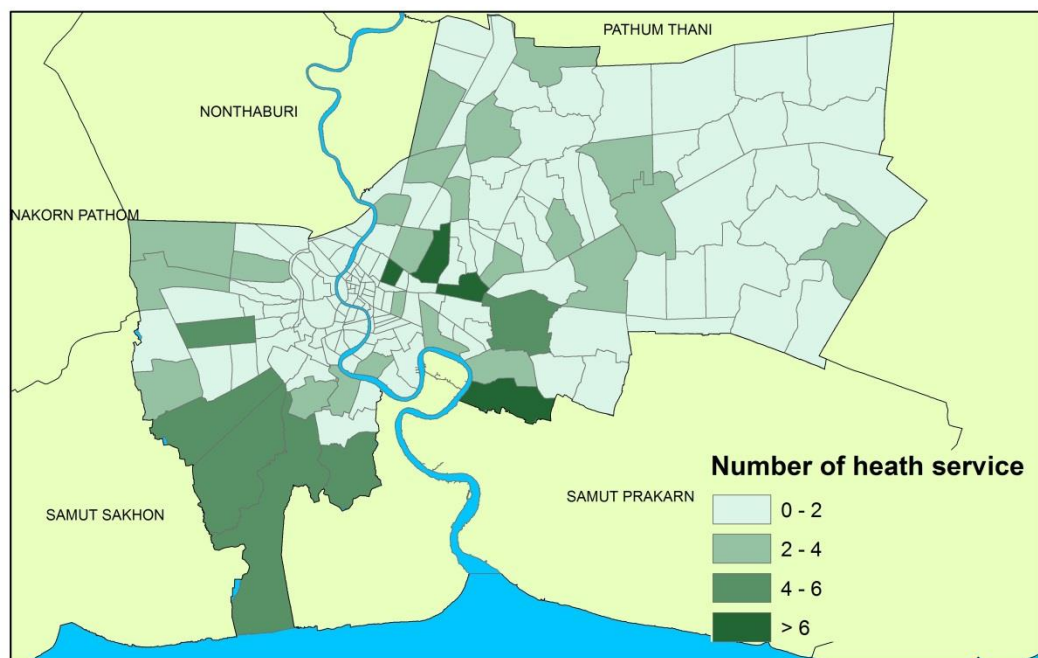 PATHUM THANI
NONTHABURI
NAKORN PATHOM
SAMUT SAKHON
SAMUT PRAKARN
Number of heath service
0 - 2
2 - 4
4 - 6
> 6